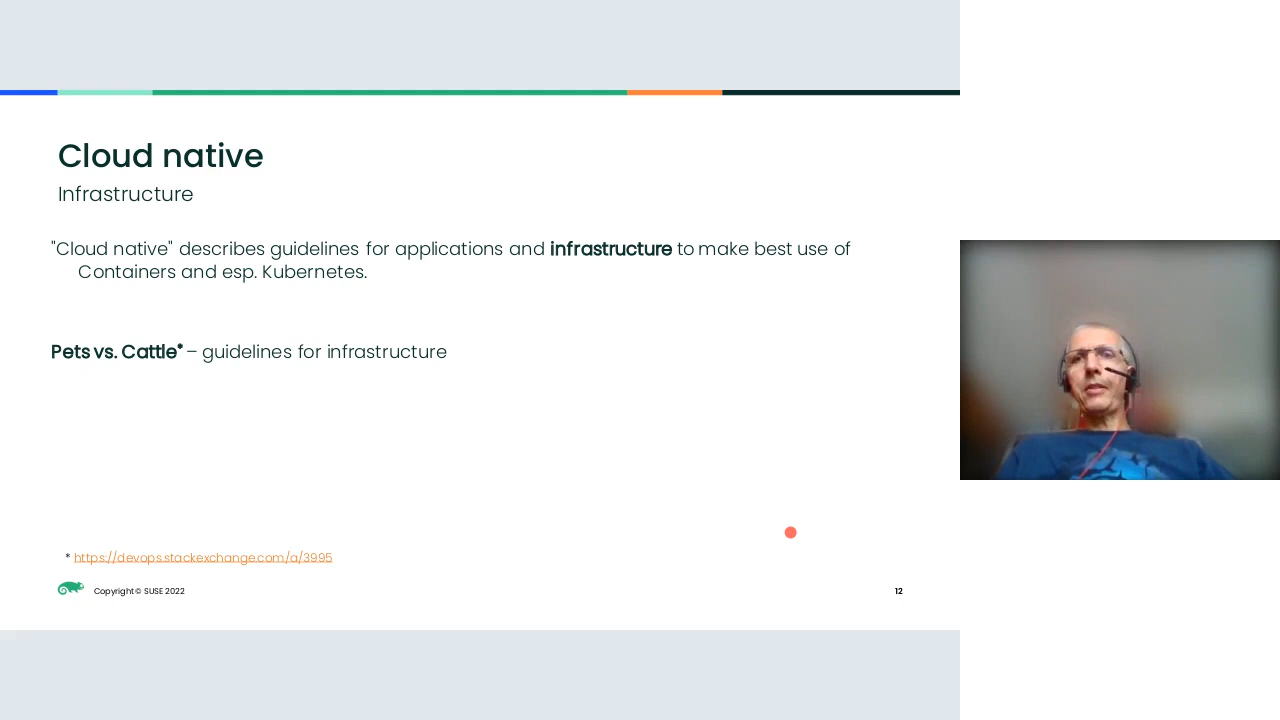 Cloud native
Infrastructure
"Cloud native" describes guidelines for applications and infrastructure to make best use of
Containers and esp. Kubernetes.
Pets vs. Cattle* – guidelines for infrastructure
* https://devops.stackexchange.com/a/3995
Copyright © SUSE 2022
12